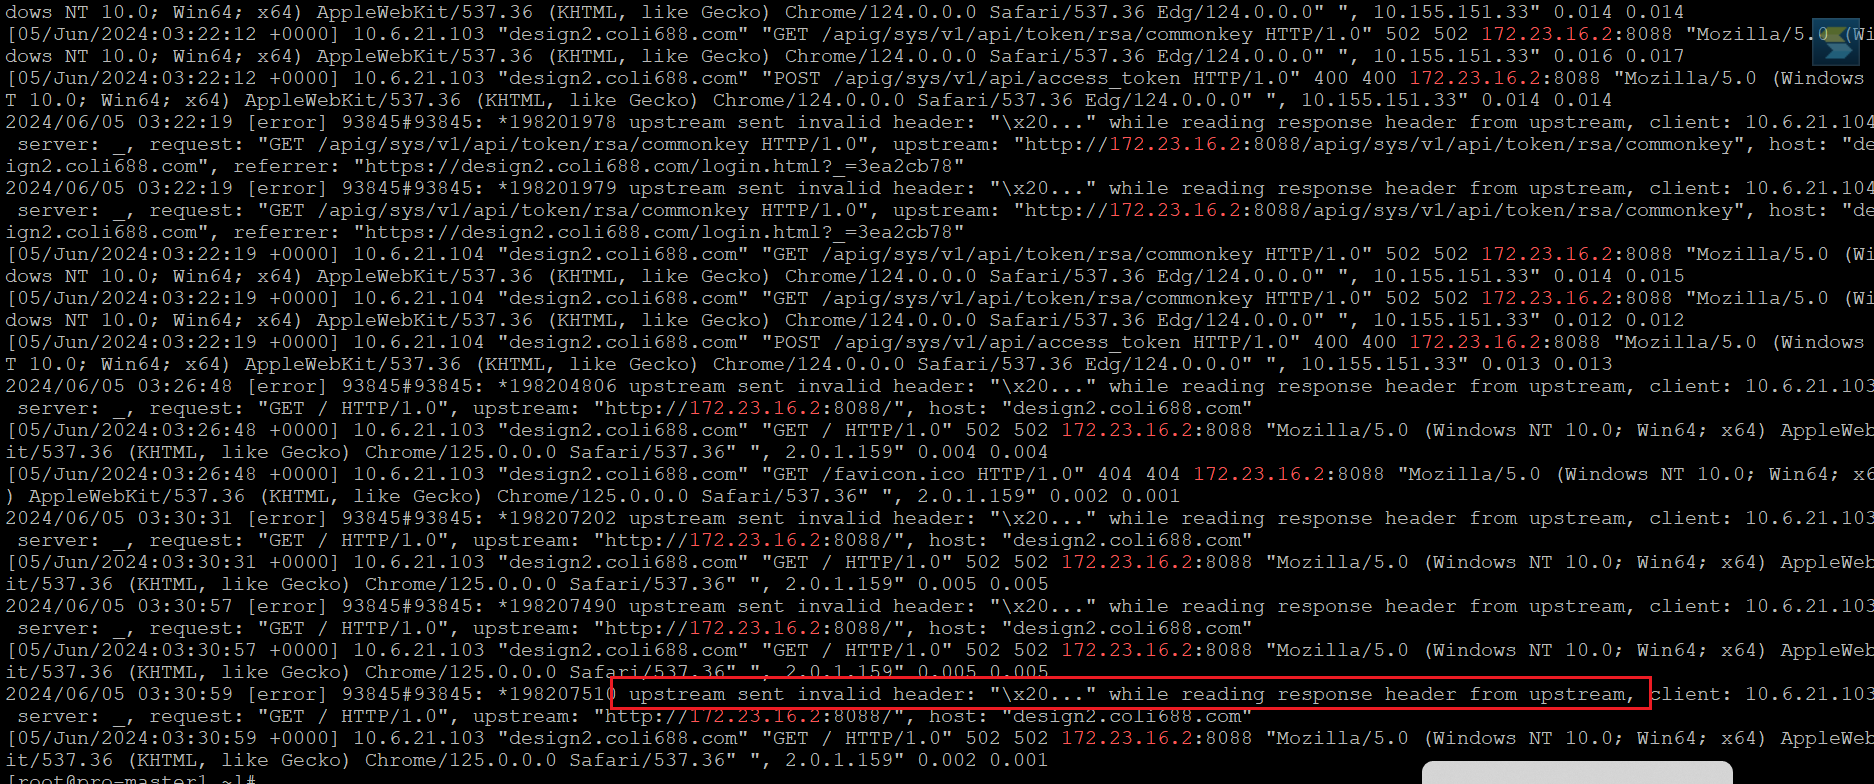 dows NT 10.0; Win64; x64) AppleWebKit/537.36 (KHTML, like Gecko) Chrome/124.0.0.0 Safari/537.36 Edg/124.0.0.0" ", 10.155.151.33" 0.014 0.014
[05/Jun/2024:03:22:12 +0000] 10.6.21.103 "design2.coli688.com" "GET /apig/sys/v1/api/token/rsa/commonkey HTTP/1.0" 502 502 172.23.16.2:8088 "Mozilla/5.0 (Wi
dows NT 10.0; Win64; x64) AppleWebKit/537.36 (KHTML, like Gecko) Chrome/124.0.0.0 Safari/537.36 Edg/124.0.0.0" ", 10.155.151.33" 0.016 0.017
[05/Jun/2024:03:22:12 +0000] 10.6.21.103 "design2.coli688.com" "POST /apig/sys/v1/api/access_token HTTP/1.0" 400 400 172.23.16.2:8088 "Mozilla/5.0 (Windows
T 10.0; Win64; x64) AppleWebKit/537.36 (KHTML, like Gecko) Chrome/124.0.0.0 Safari/537.36 Edg/124.0.0.0" ", 10.155.151.33" 0.014 0.014
2024/06/05 03:22:19 [error] 93845#93845: *198201978 upstream sent invalid header: "\x20..." while reading response header from upstream, client: 10.6.21.104
server: _, request: "GET /apig/sys/v1/api/token/rsa/commonkey HTTP/1.0", upstream: "http://172.23.16.2:8088/apig/sys/v1/api/token/rsa/commonkey", host: "de
ign2.coli688.com", referrer: "https://design2.coli688.com/login.html?_=3ea2cb78"
2024/06/05 03:22:19 [error] 93845#93845: *198201979 upstream sent invalid header: "\x20..." while reading response header from upstream, client: 10.6.21.104
server: _, request: "GET /apig/sys/v1/api/token/rsa/commonkey HTTP/1.0", upstream: "http://172.23.16.2:8088/apig/sys/v1/api/token/rsa/commonkey", host: "de
ign2.coli688.com", referrer: "https://design2.coli688.com/login.html?_=3ea2cb78"
[05/Jun/2024:03:22:19 +0000] 10.6.21.104 "design2.coli688.com" "GET /apig/sys/v1/api/token/rsa/commonkey HTTP/1.0" 502 502 172.23.16.2:8088 "Mozilla/5.0 (Wi
dows NT 10.0; Win64; x64) AppleWebKit/537.36 (KHTML, like Gecko) Chrome/124.0.0.0 Safari/537.36 Edg/124.0.0.0" ", 10.155.151.33" 0.014 0.015
[05/Jun/2024:03:22:19 +0000] 10.6.21.104 "design2.coli688.com" "GET /apig/sys/v1/api/token/rsa/commonkey HTTP/1.0" 502 502 172.23.16.2:8088 "Mozilla/5.0 (Wi
dows NT 10.0; Win64; x64) AppleWebKit/537.36 (KHTML, like Gecko) Chrome/124.0.0.0 Safari/537.36 Edg/124.0.0.0" ", 10.155.151.33" 0.012 0.012
[05/Jun/2024:03:22:19 +0000] 10.6.21.104 "design2.coli688.com" "POST /apig/sys/v1/api/access_token HTTP/1.0" 400 400 172.23.16.2:8088 "Mozilla/5.0 (Windows
T 10.0; Win64; x64) AppleWebKit/537.36 (KHTML, like Gecko) Chrome/124.0.0.0 Safari/537.36 Edg/124.0.0.0" ", 10.155.151.33" 0.013 0.013
2024/06/05 03:26:48 [error] 93845#93845: *198204806 upstream sent invalid header: "\x20..." while reading response header from upstream, client: 10.6.21.103
server: _, request: "GET / HTTP/1.0", upstream: "http://172.23.16.2:8088/", host: "design2.coli688.com"
[05/Jun/2024:03:26:48 +0000] 10.6.21.103 "design2.coli688.com" "GET / HTTP/1.0" 502 502 172.23.16.2:8088 "Mozilla/5.0 (Windows NT 10.0; Win64; x64) AppleWeb
it/537.36 (KHTML, like Gecko) Chrome/125.0.0.0 Safari/537.36" ", 2.0.1.159" 0.004 0.004
[05/Jun/2024:03:26:48 +0000] 10.6.21.103 "design2.coli688.com" "GET /favicon.ico HTTP/1.0" 404 404 172.23.16.2:8088 "Mozilla/5.0 (Windows NT 10.0; Win64; x6
) AppleWebKit/537.36 (KHTML, like Gecko) Chrome/125.0.0.0 Safari/537.36" ", 2.0.1.159" 0.002 0.001
2024/06/05 03:30:31 [error] 93845#93845: *198207202 upstream sent invalid header: "\x20..." while reading response header from upstream, client: 10.6.21.103
server: _, request: "GET / HTTP/1.0", upstream: "http://172.23.16.2:8088/", host: "design2.coli688.com"
[05/Jun/2024:03:30:31 +0000] 10.6.21.103 "design2.coli688.com" "GET / HTTP/1.0" 502 502 172.23.16.2:8088 "Mozilla/5.0 (Windows NT 10.0; Win64; x64) AppleWeb
it/537.36 (KHTML, like Gecko) Chrome/125.0.0.0 Safari/537.36" ", 2.0.1.159" 0.005 0.005
2024/06/05 03:30:57 [error] 93845#93845: *198207490 upstream sent invalid header: "\x20..." while reading response header from upstream, client: 10.6.21.103
server: _, request: "GET / HTTP/1.0", upstream: "http://172.23.16.2:8088/", host: "design2.coli688.com"
[05/Jun/2024:03:30:57 +0000] 10.6.21.103 "design2.coli688.com" "GET / HTTP/1.0" 502 502 172.23.16.2:8088 "Mozilla/5.0 (Windows NT 10.0; Win64; x64) AppleWeb
it/537.36 (KHTML, like Gecko) Chrome/125.0.0.0 Safari/537.36" ", 2.0.1.159" 0.005 0.005
2024/06/05 03:30:59 [error] 93845#93845: *198207510 upstream sent invalid header: "\x20..." while reading response header from upstream, client: 10.6.21.103
server: _, request: "GET / HTTP/1.0", upstream: "http://172.23.16.2:8088/", host: "design2.coli688.com"
[05/Jun/2024:03:30:59 +0000] 10.6.21.103 "design2.coli688.com" "GET / HTTP/1.0" 502 502 172.23.16.2:8088 "Mozilla/5.0 (Windows NT 10.0; Win64; x64) AppleWeb
it/537.36 (KHTML, like Gecko) Chrome/125.0.0.0 Safari/537.36" ", 2.0.1.159" 0.002 0.001
[root@pro-master1 ~]#